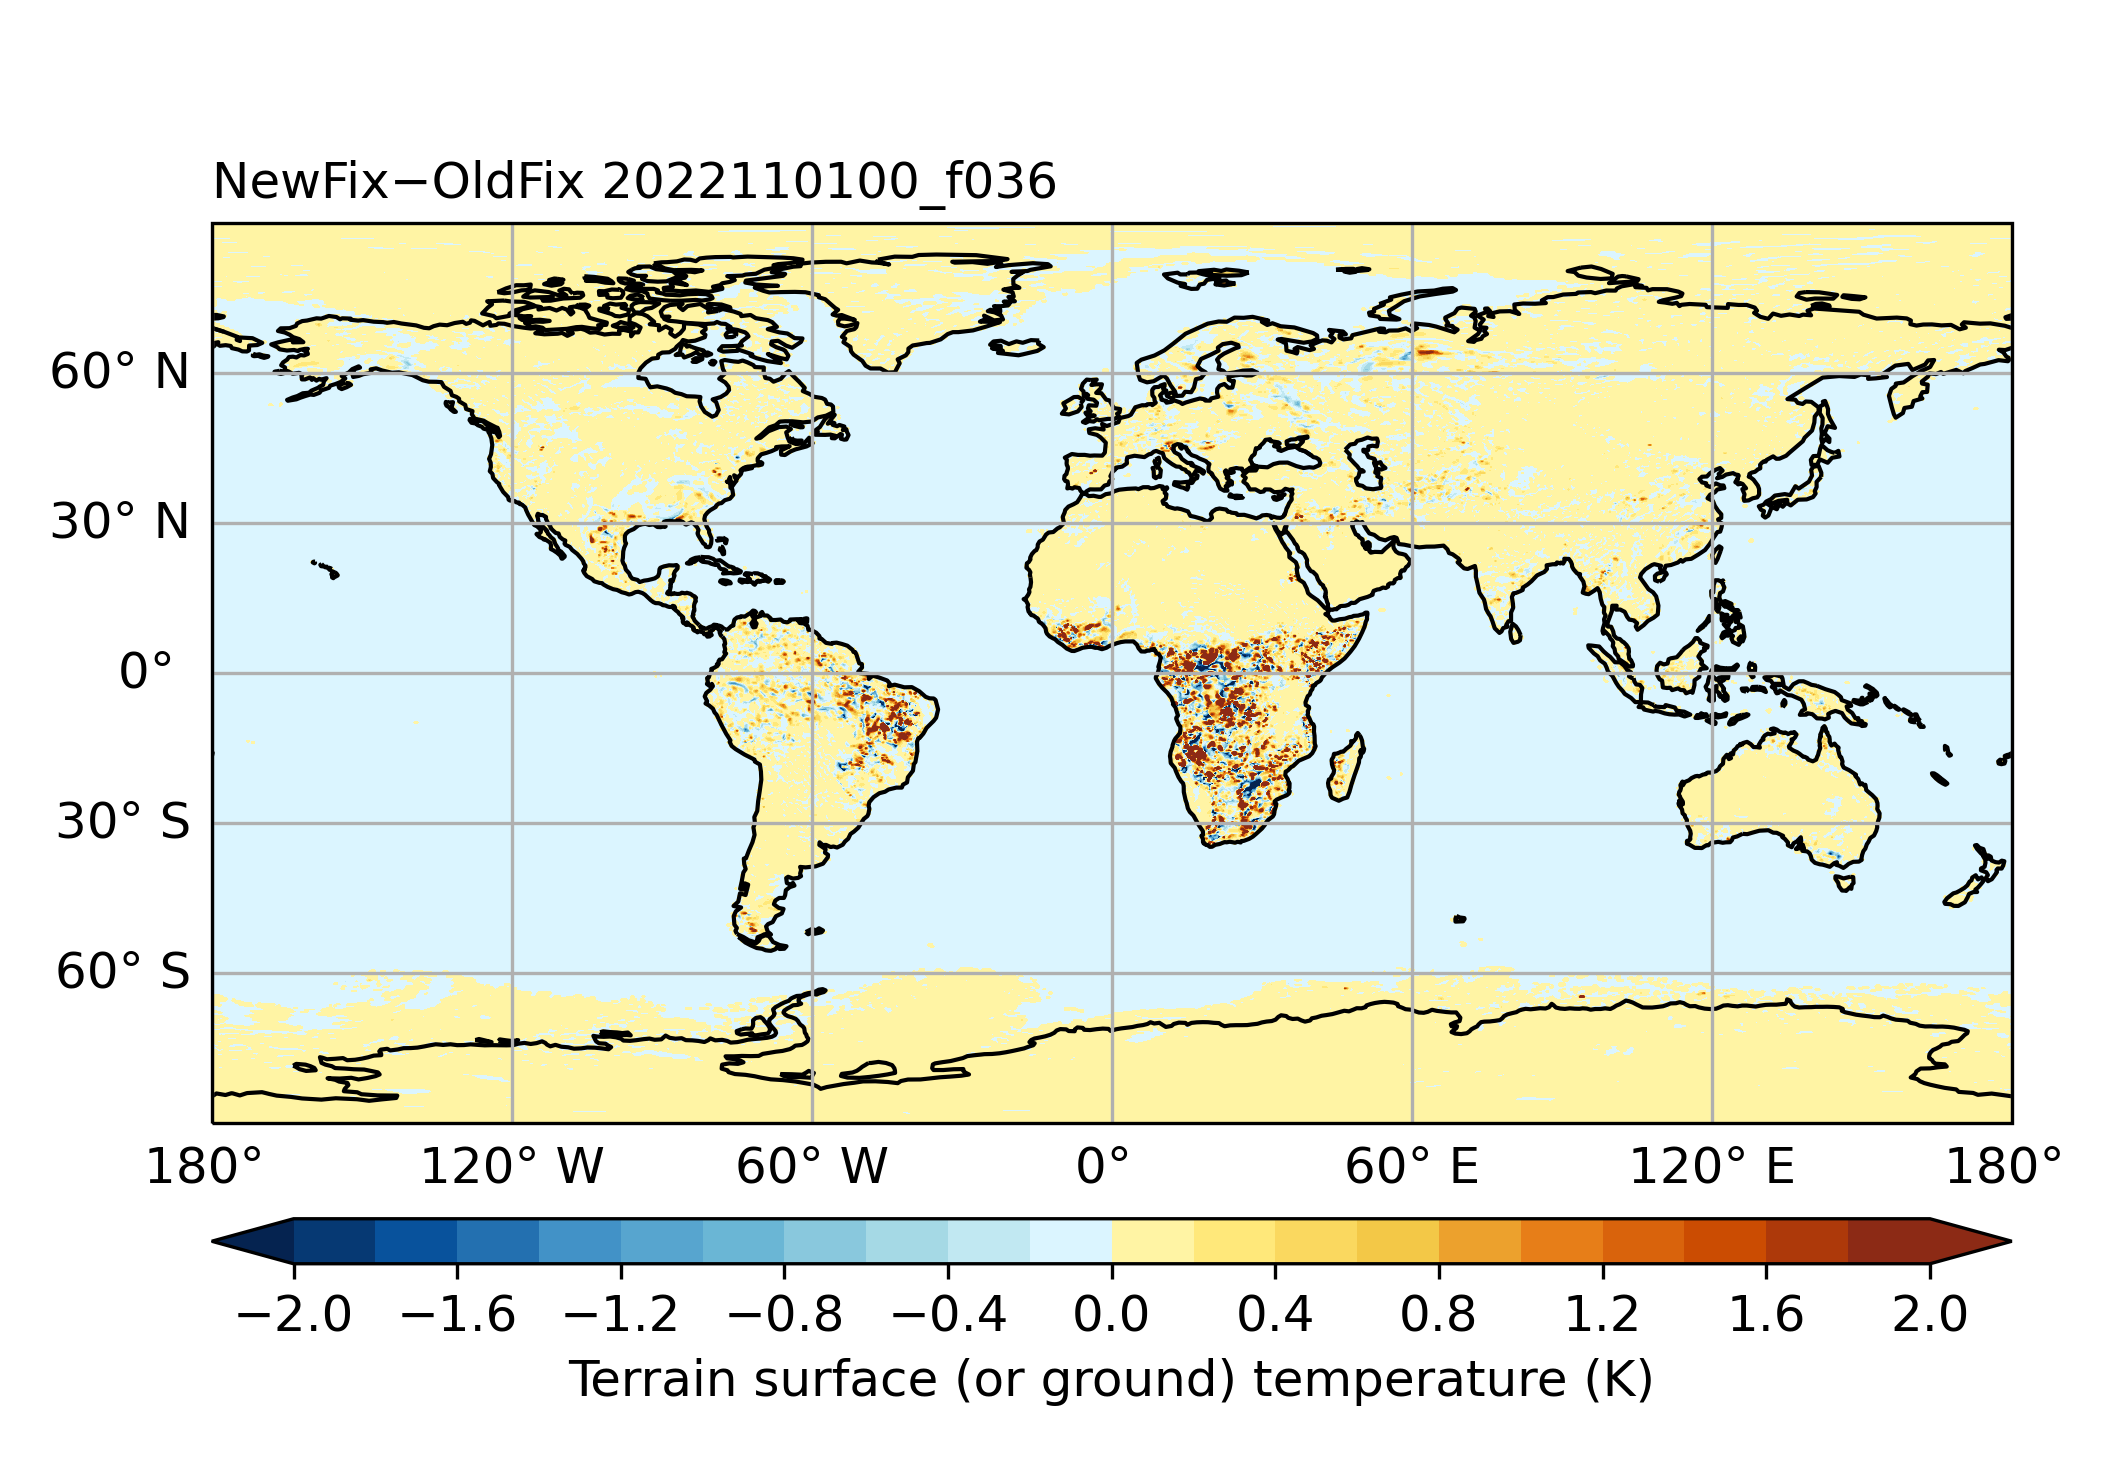 NewFix−OldFix 2022110100_f036
60° N
30° N
0°
30° S
60° S
180° 120° W 60° W 0° 60° E 120° E 180°
−2.0 −1.6 −1.2 −0.8 −0.4 0.0 0.4 0.8 1.2 1.6 2.0
Terrain surface (or ground) temperature (K)